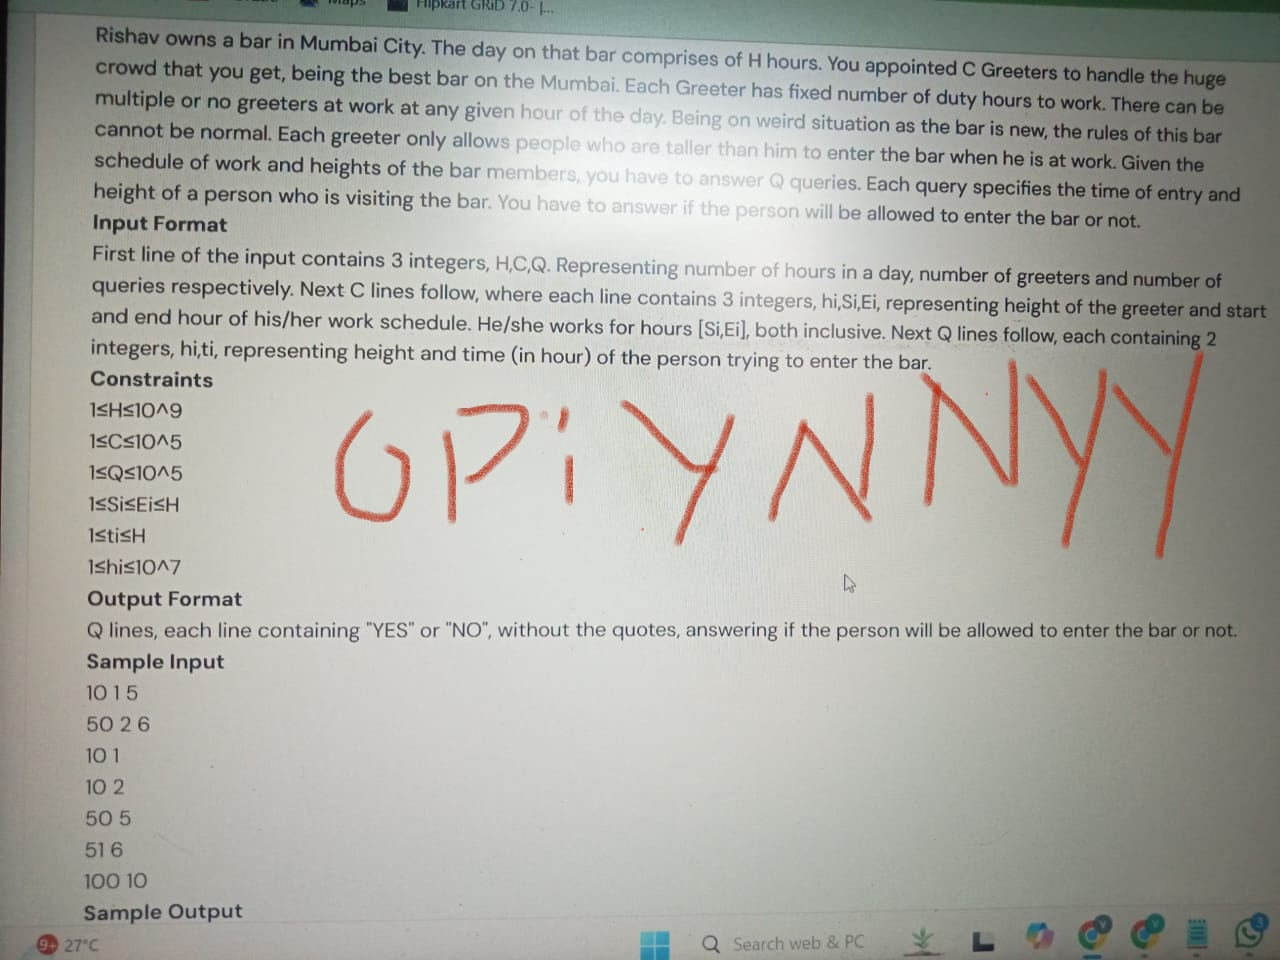 Maps Flipkart GRiD 7.0- J...
Rishav owns a bar in Mumbai City. The day on that bar comprises of H hours. You appointed C Greeters to handle the huge
crowd that you get, being the best bar on the Mumbai. Each Greeter has fixed number of duty hours to work. There can be
multiple or no greeters at work at any given hour of the day. Being on weird situation as the bar is new, the rules of this bar
cannot be normal. Each greeter only allows people who are taller than him to enter the bar when he is at work. Given the
schedule of work and heights of the bar members, you have to answer Q queries. Each query specifies the time of entry and
height of a person who is visiting the bar. You have to answer if the person will be allowed to enter the bar or not.
Input Format
First line of the input contains 3 integers, H,C,Q. Representing number of hours in a day, number of greeters and number of
queries respectively. Next C lines follow, where each line contains 3 integers, hi,Si,Ei, representing height of the greeter and start
and end hour of his/her work schedule. He/she works for hours [Si,Ei], both inclusive. Next Q lines follow, each containing 2
integers, hi,ti, representing height and time (in hour) of the person trying to enter the bar.
Constraints
1≤H≤10^9
1≤C≤10^5
1≤Q≤10^5
1≤Si≤Ei≤H
1≤ti≤H
1≤hi≤10^7
OPi YNNYY
Output Format
Q lines, each line containing "YES" or "NO", without the quotes, answering if the person will be allowed to enter the bar or not.
Sample Input
10 1 5
50 2 6
10 1
10 2
50 5
51 6
100 10
Sample Output
9+ 27°C Search web & PC 3